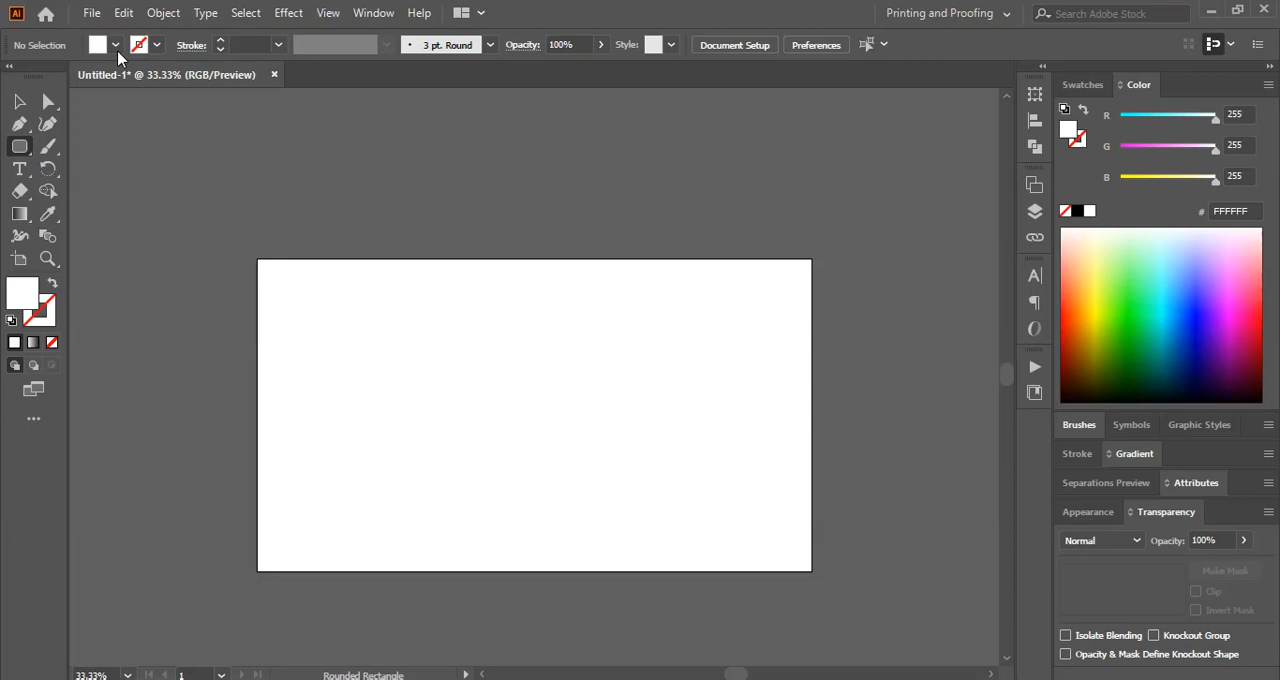 Ai File Edit Object Type Select Effect View Window Help Printing and Proofing Search Adobe Stock
No Selection Stroke: 3 pt. Round Opacity: 100% Style: Document Setup Preferences
Untitled-1* @ 33.33% (RGB/Preview) ×
Swatches Color
R 255
G 255
B 255
# FFFFFF
Brushes Symbols Graphic Styles
Stroke Gradient
Separations Preview Attributes
Appearance Transparency
Normal Opacity: 100%
Make Mask
Clip
Invert Mask
Isolate Blending Knockout Group
Opacity & Mask Define Knockout Shape
33.33% 1 Rounded Rectangle